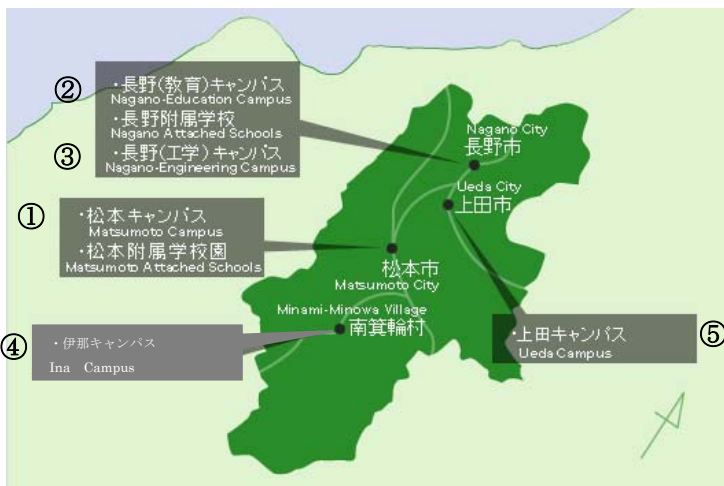 ②
・長野(教育)キャンパス
Nagano-Education Campus
・長野附属学校
Nagano Attached Schools
③
・長野(工学)キャンパス
Nagano-Engineering Campus
Nagano City
長野市
Ueda City
上田市
①
・松本キャンパス
Matsumoto Campus
・松本附属学校園
Matsumoto Attached Schools
松本市
Matsumoto City
Minami-Minowa Village
南箕輪村
④
・伊那キャンパス
Ina Campus
・上田キャンパス
Ueda Campus
⑤